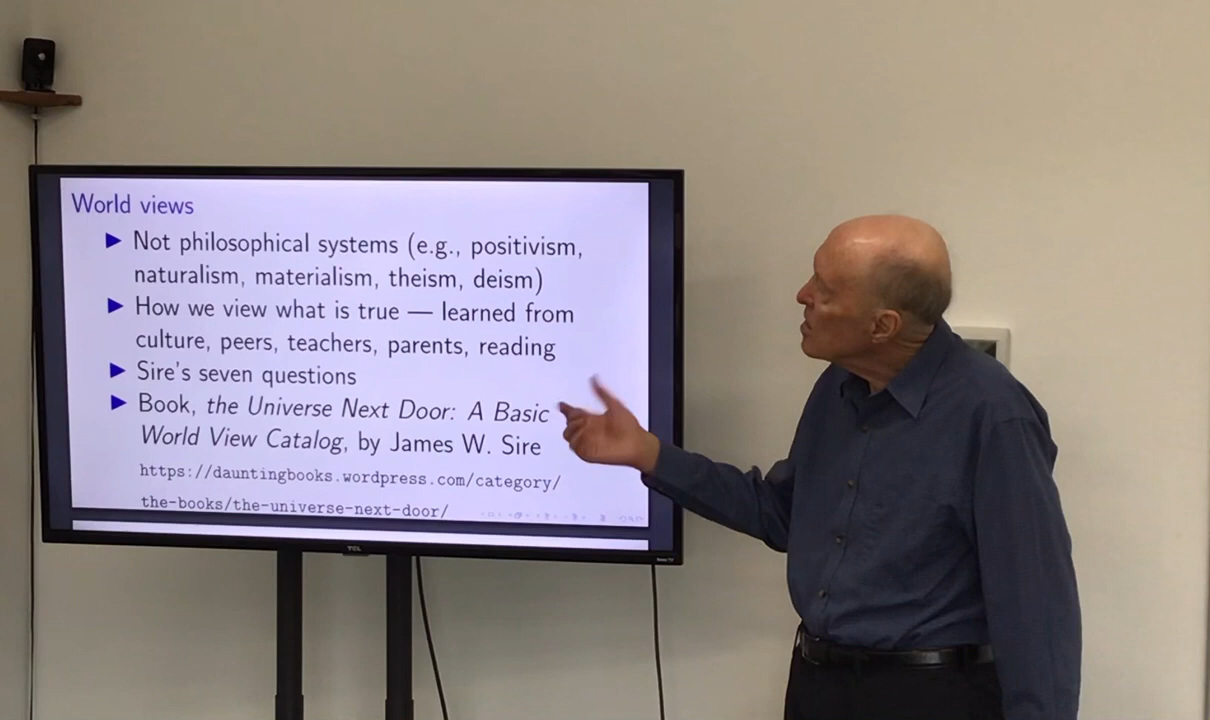 World views
▶ Not philosophical systems (e.g., positivism,
naturalism, materialism, theism, deism)
▶ How we view what is true — learned from
culture, peers, teachers, parents, reading
▶ Sire's seven questions
▶ Book, the Universe Next Door: A Basic
World View Catalog, by James W. Sire
https://dauntingbooks.wordpress.com/category/
the-books/the-universe-next-door/
TCL